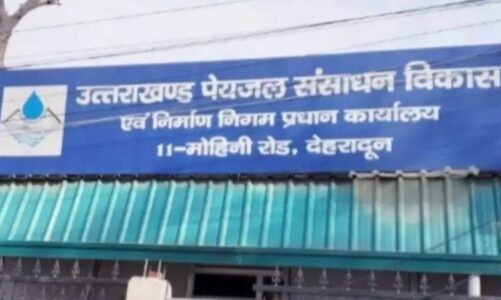 उत्तराखण्ड पेयजल संसाधन विकास
एवं निर्माण निगम प्रधान कार्यालय
11-मोहिनी रोड, देहरादून